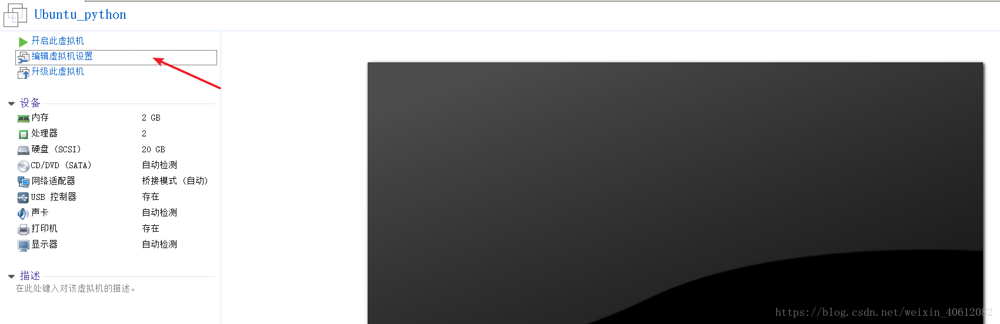 Ubuntu_python
开启此虚拟机
编辑虚拟机设置
升级此虚拟机
设备
内存 2 GB
处理器 2
硬盘 (SCSI) 20 GB
CD/DVD (SATA) 自动检测
网络适配器 桥接模式 (自动)
USB 控制器 存在
声卡 自动检测
打印机 存在
显示器 自动检测
描述
在此处键入对该虚拟机的描述。
https://blog.csdn.net/weixin_40612082